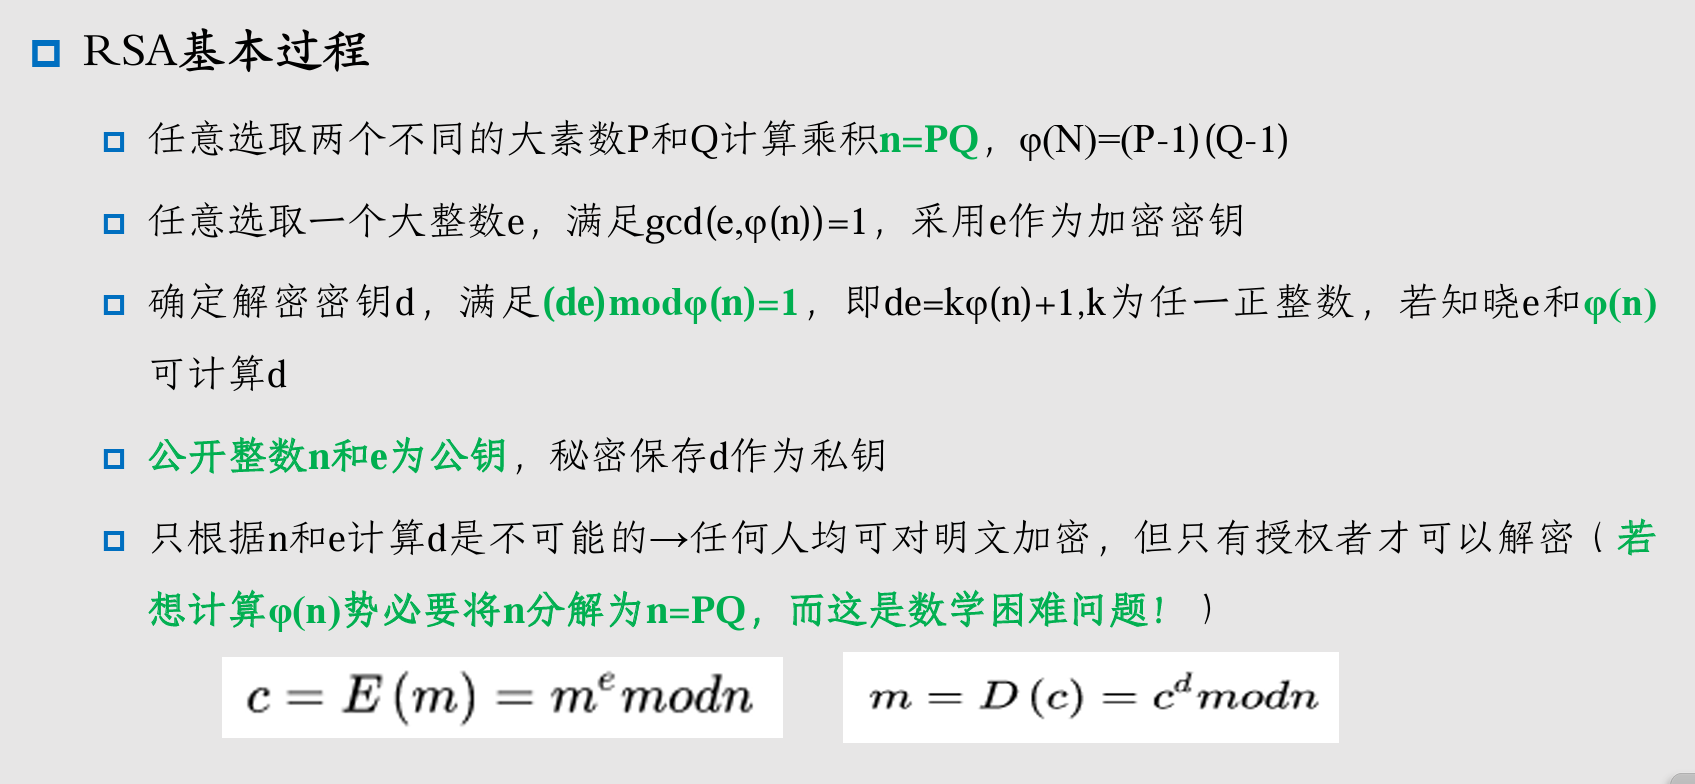 RSA基本过程
任意选取两个不同的大素数P和Q计算乘积n=PQ，φ(N)=(P-1)(Q-1)
任意选取一个大整数e，满足gcd(e,φ(n))=1，采用e作为加密密钥
确定解密密钥d，满足(de)modφ(n)=1，即de=kφ(n)+1,k为任一正整数，若知晓e和φ(n)
可计算d
公开整数n和e为公钥，秘密保存d作为私钥
只根据n和e计算d是不可能的→任何人均可对明文加密，但只有授权者才可以解密（若
想计算φ(n)势必要将n分解为n=PQ，而这是数学困难问题！）
c = E (m) = m^e modn
m = D (c) = c^d modn